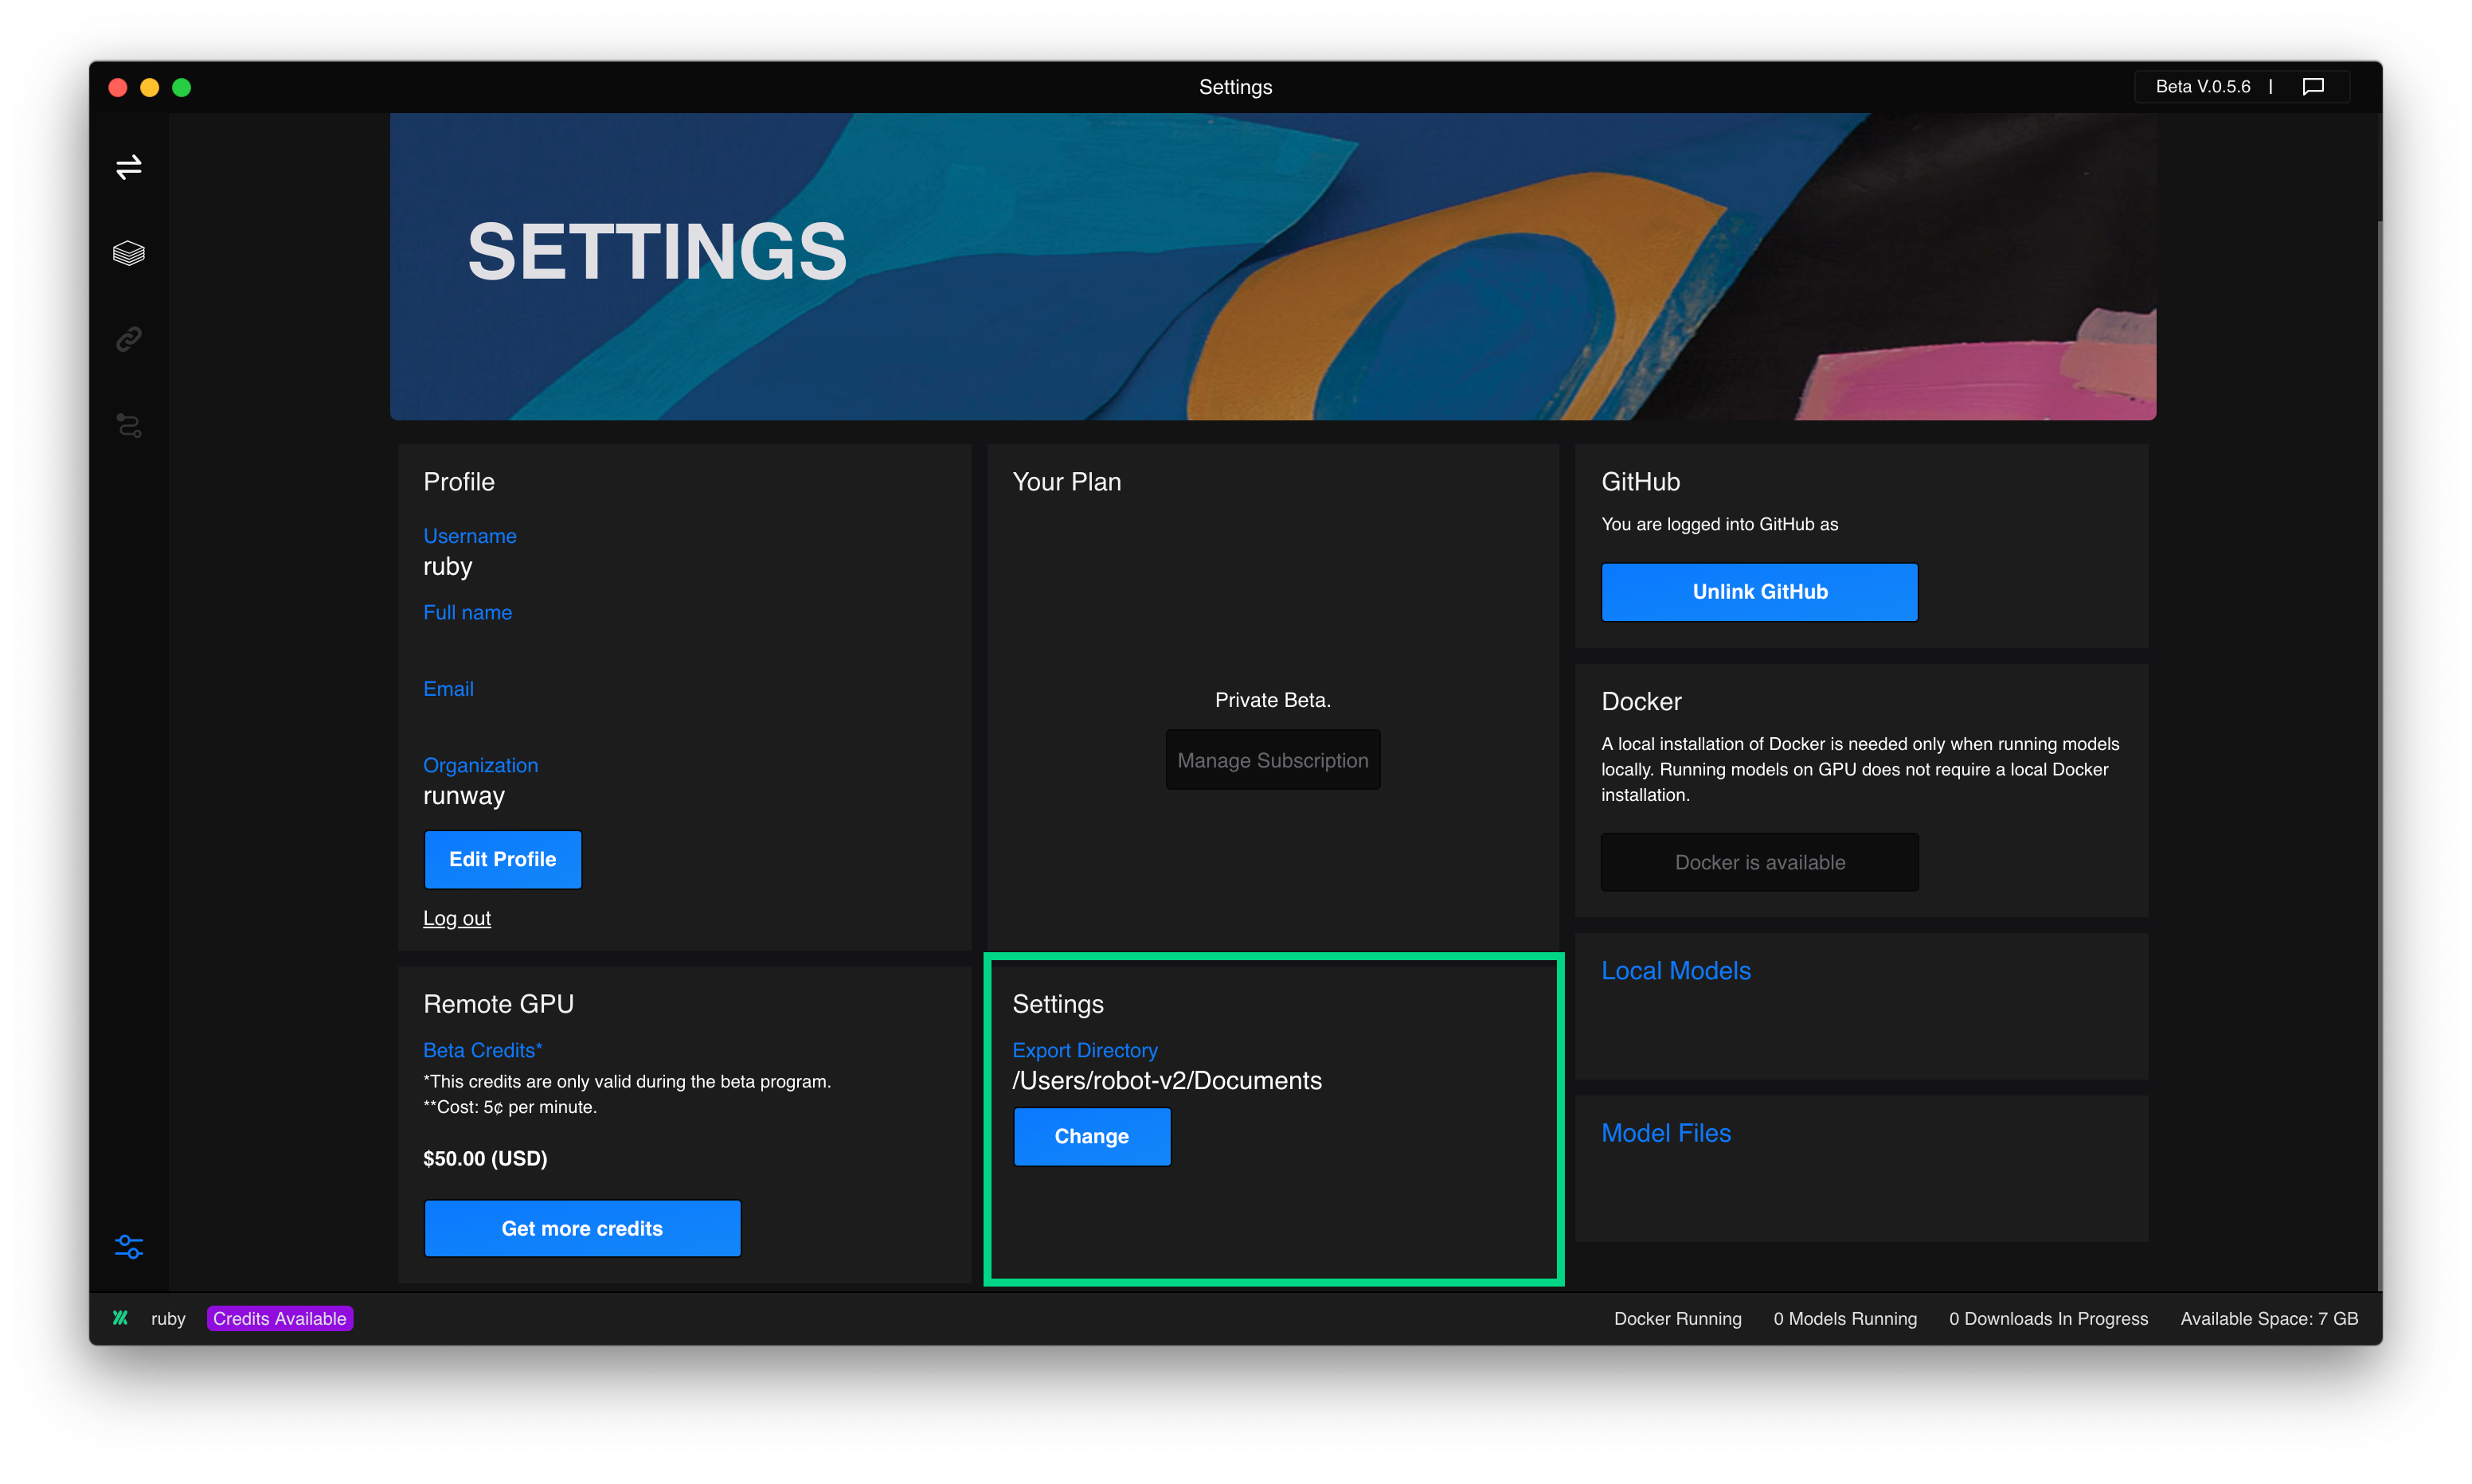 Settings
Beta V.0.5.6 |
SETTINGS
Profile
Username
ruby
Full name
Email
Organization
runway
Edit Profile
Log out
Your Plan
Private Beta.
Manage Subscription
GitHub
You are logged into GitHub as
Unlink GitHub
Docker
A local installation of Docker is needed only when running models
locally. Running models on GPU does not require a local Docker
installation.
Docker is available
Remote GPU
Beta Credits*
*This credits are only valid during the beta program.
**Cost: 5¢ per minute.
$50.00 (USD)
Get more credits
Settings
Export Directory
/Users/robot-v2/Documents
Change
Local Models
Model Files
ruby
Credits Available
Docker Running
0 Models Running
0 Downloads In Progress
Available Space: 7 GB